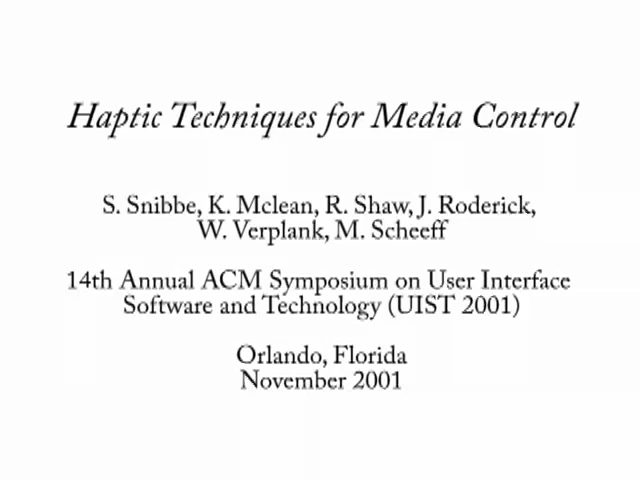 Haptic Techniques for Media Control
S. Snibbe, K. Mclean, R. Shaw, J. Roderick,
W. Verplank, M. Scheeff
14th Annual ACM Symposium on User Interface
Software and Technology (UIST 2001)
Orlando, Florida
November 2001